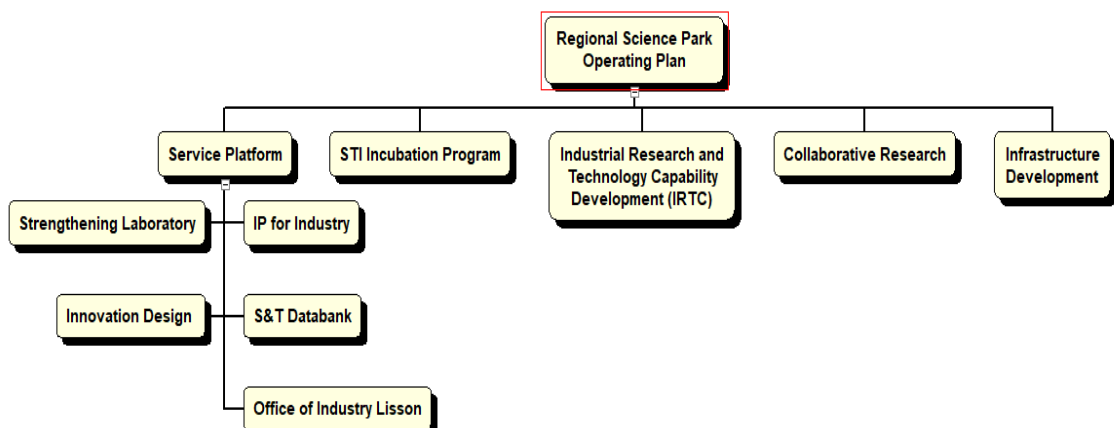 Regional Science Park
Operating Plan
Service Platform
STI Incubation Program
Industrial Research and
Technology Capability
Development (IRTC)
Collaborative Research
Infrastructure
Development
Strengthening Laboratory
IP for Industry
Innovation Design
S&T Databank
Office of Industry Lisson